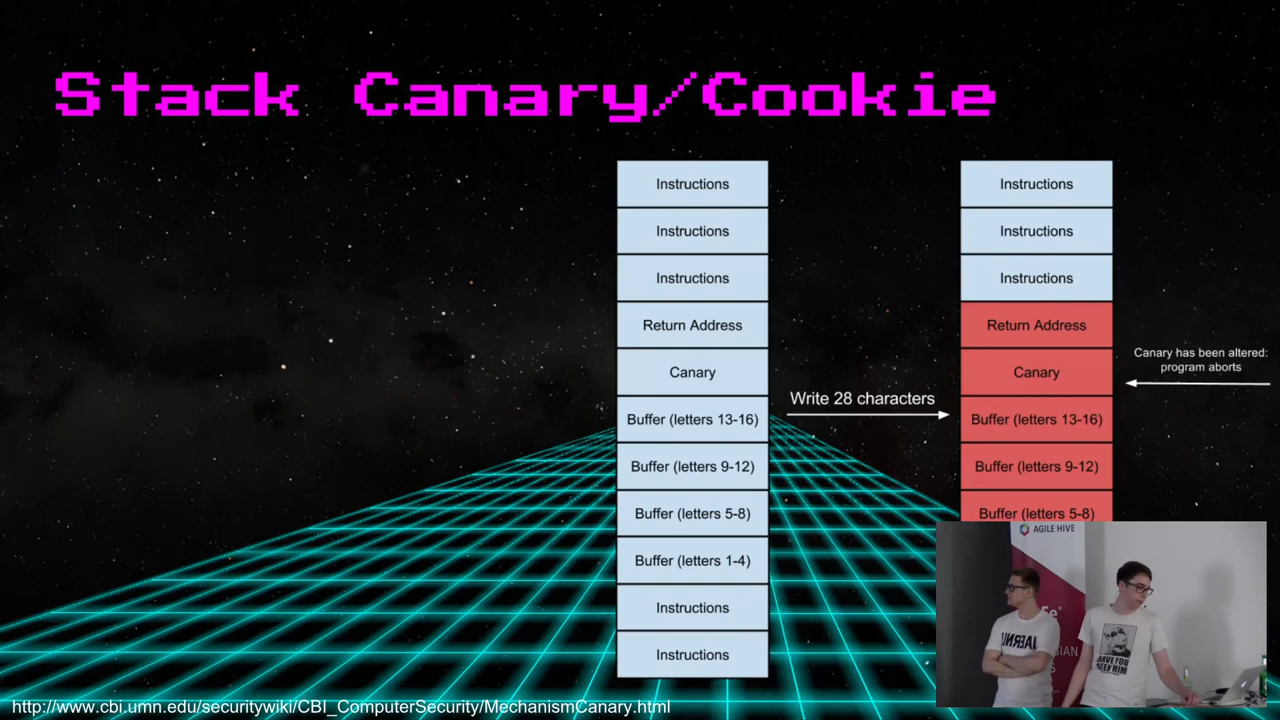 Stack Canary/Cookie
Instructions
Instructions
Instructions
Return Address
Canary
Buffer (letters 13-16)
Buffer (letters 9-12)
Buffer (letters 5-8)
Buffer (letters 1-4)
Instructions
Instructions
Write 28 characters
Instructions
Instructions
Instructions
Return Address
Canary
Buffer (letters 13-16)
Buffer (letters 9-12)
Buffer (letters 5-8)
Canary has been altered:
program aborts
AGILE HIVE
HAVE YOU
SEEN HIM
http://www.cbi.umn.edu/securitywiki/CBI_ComputerSecurity/MechanismCanary.html